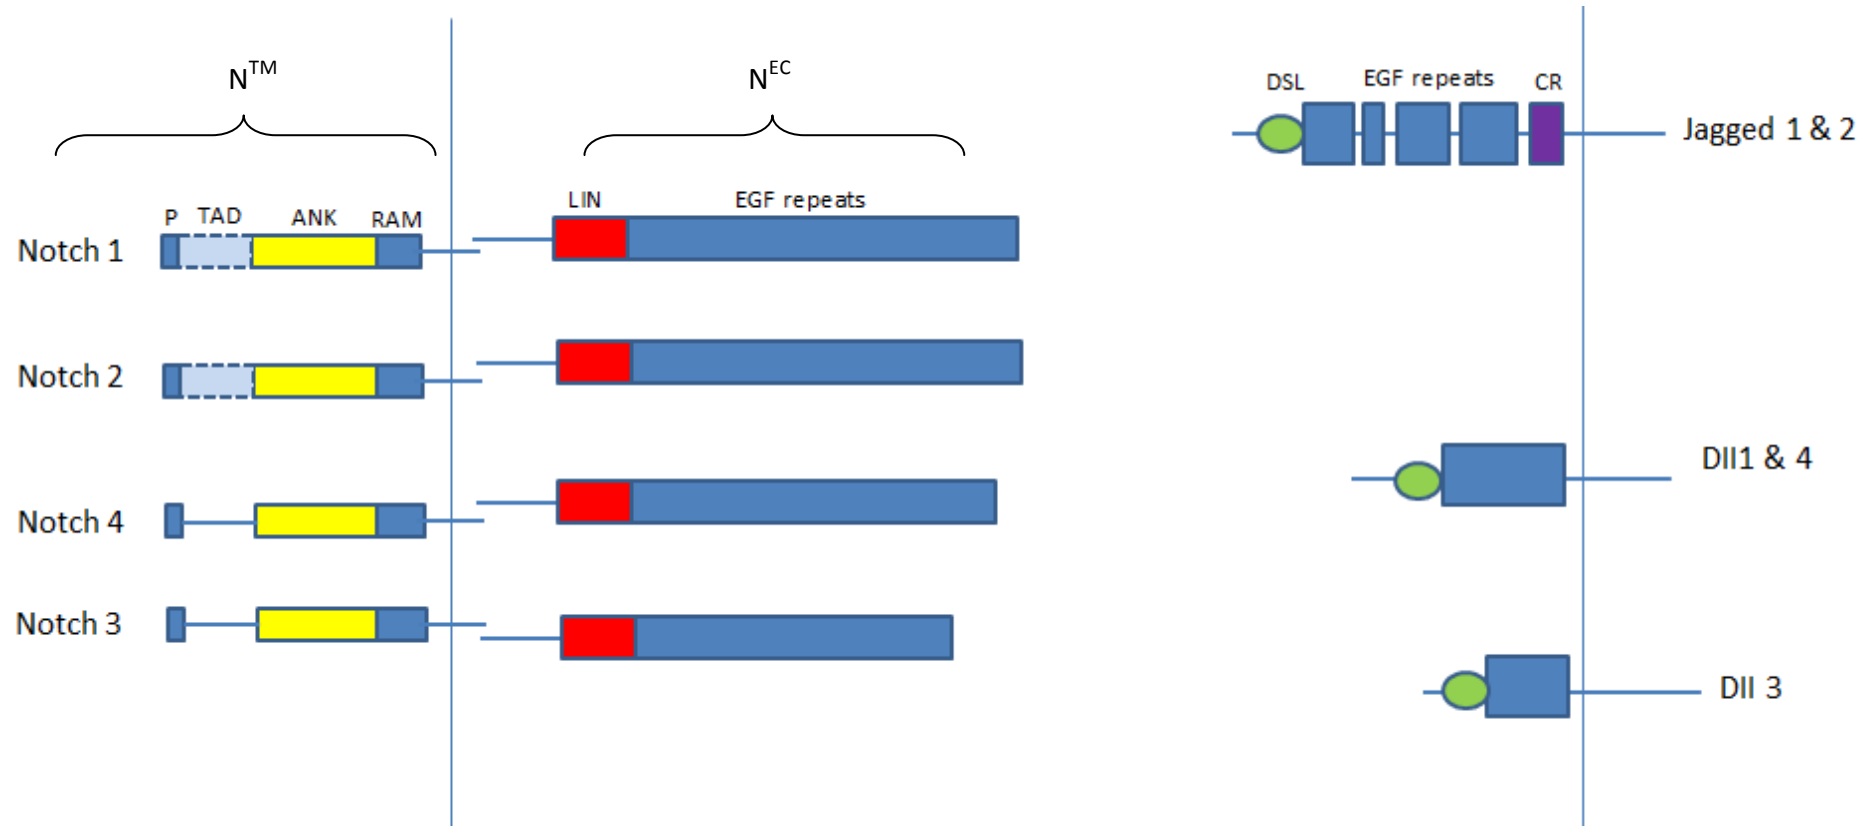 N^TM
N^EC
DSL EGF repeats CR
Jagged 1 & 2
P TAD ANK RAM
LIN EGF repeats
Notch 1
Notch 2
Dll1 & 4
Notch 4
Notch 3
Dll 3